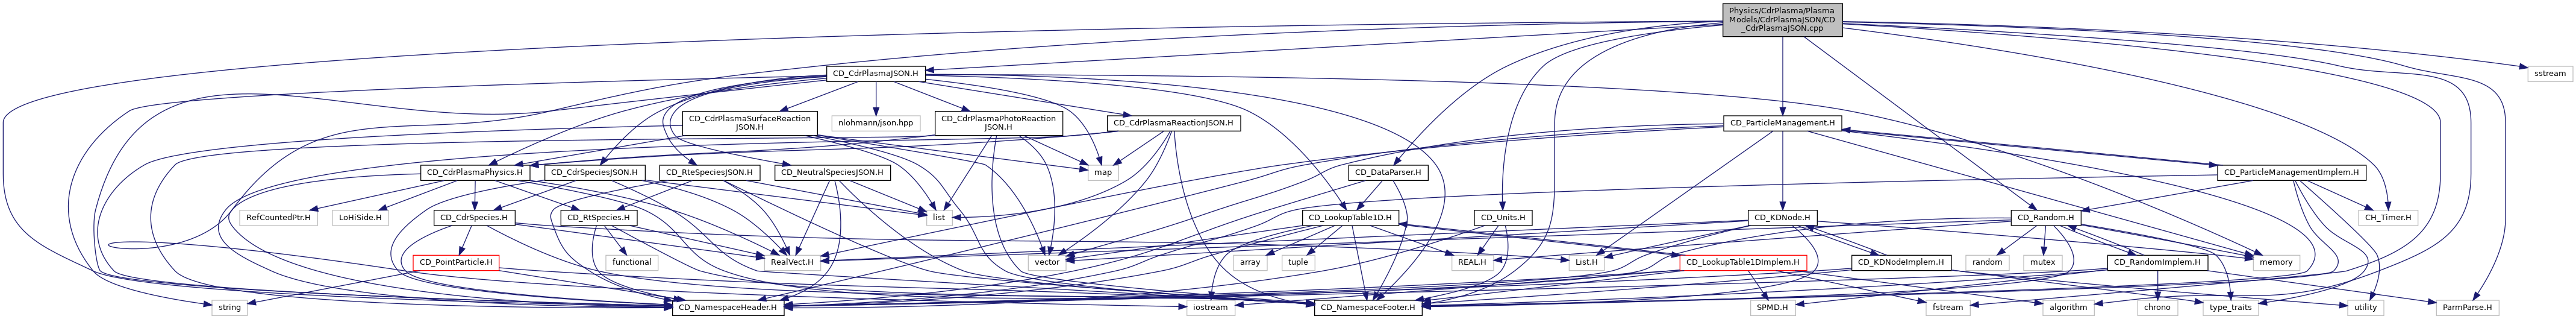 Physics/CdrPlasma/Plasma
Models/CdrPlasmaJSON/CD
_CdrPlasmaJSON.cpp
CD_CdrPlasmaJSON.H
sstream
CD_CdrPlasmaSurfaceReaction
JSON.H
nlohmann/json.hpp
CD_CdrPlasmaPhotoReaction
JSON.H
CD_CdrPlasmaReactionJSON.H
CD_ParticleManagement.H
CD_CdrPlasmaPhysics.H
CD_CdrSpeciesJSON.H
CD_RteSpeciesJSON.H
CD_NeutralSpeciesJSON.H
map
CD_DataParser.H
CD_ParticleManagementImplem.H
RefCountedPtr.H
LoHiSide.H
CD_CdrSpecies.H
CD_RtSpecies.H
list
CD_LookupTable1D.H
CD_Units.H
CD_KDNode.H
CD_Random.H
CH_Timer.H
CD_PointParticle.H
functional
RealVect.H
vector
array
tuple
REAL.H
List.H
CD_LookupTable1DImplem.H
CD_KDNodeImplem.H
random
mutex
CD_RandomImplem.H
memory
string
CD_NamespaceHeader.H
iostream
CD_NamespaceFooter.H
SPMD.H
fstream
algorithm
chrono
type_traits
utility
ParmParse.H